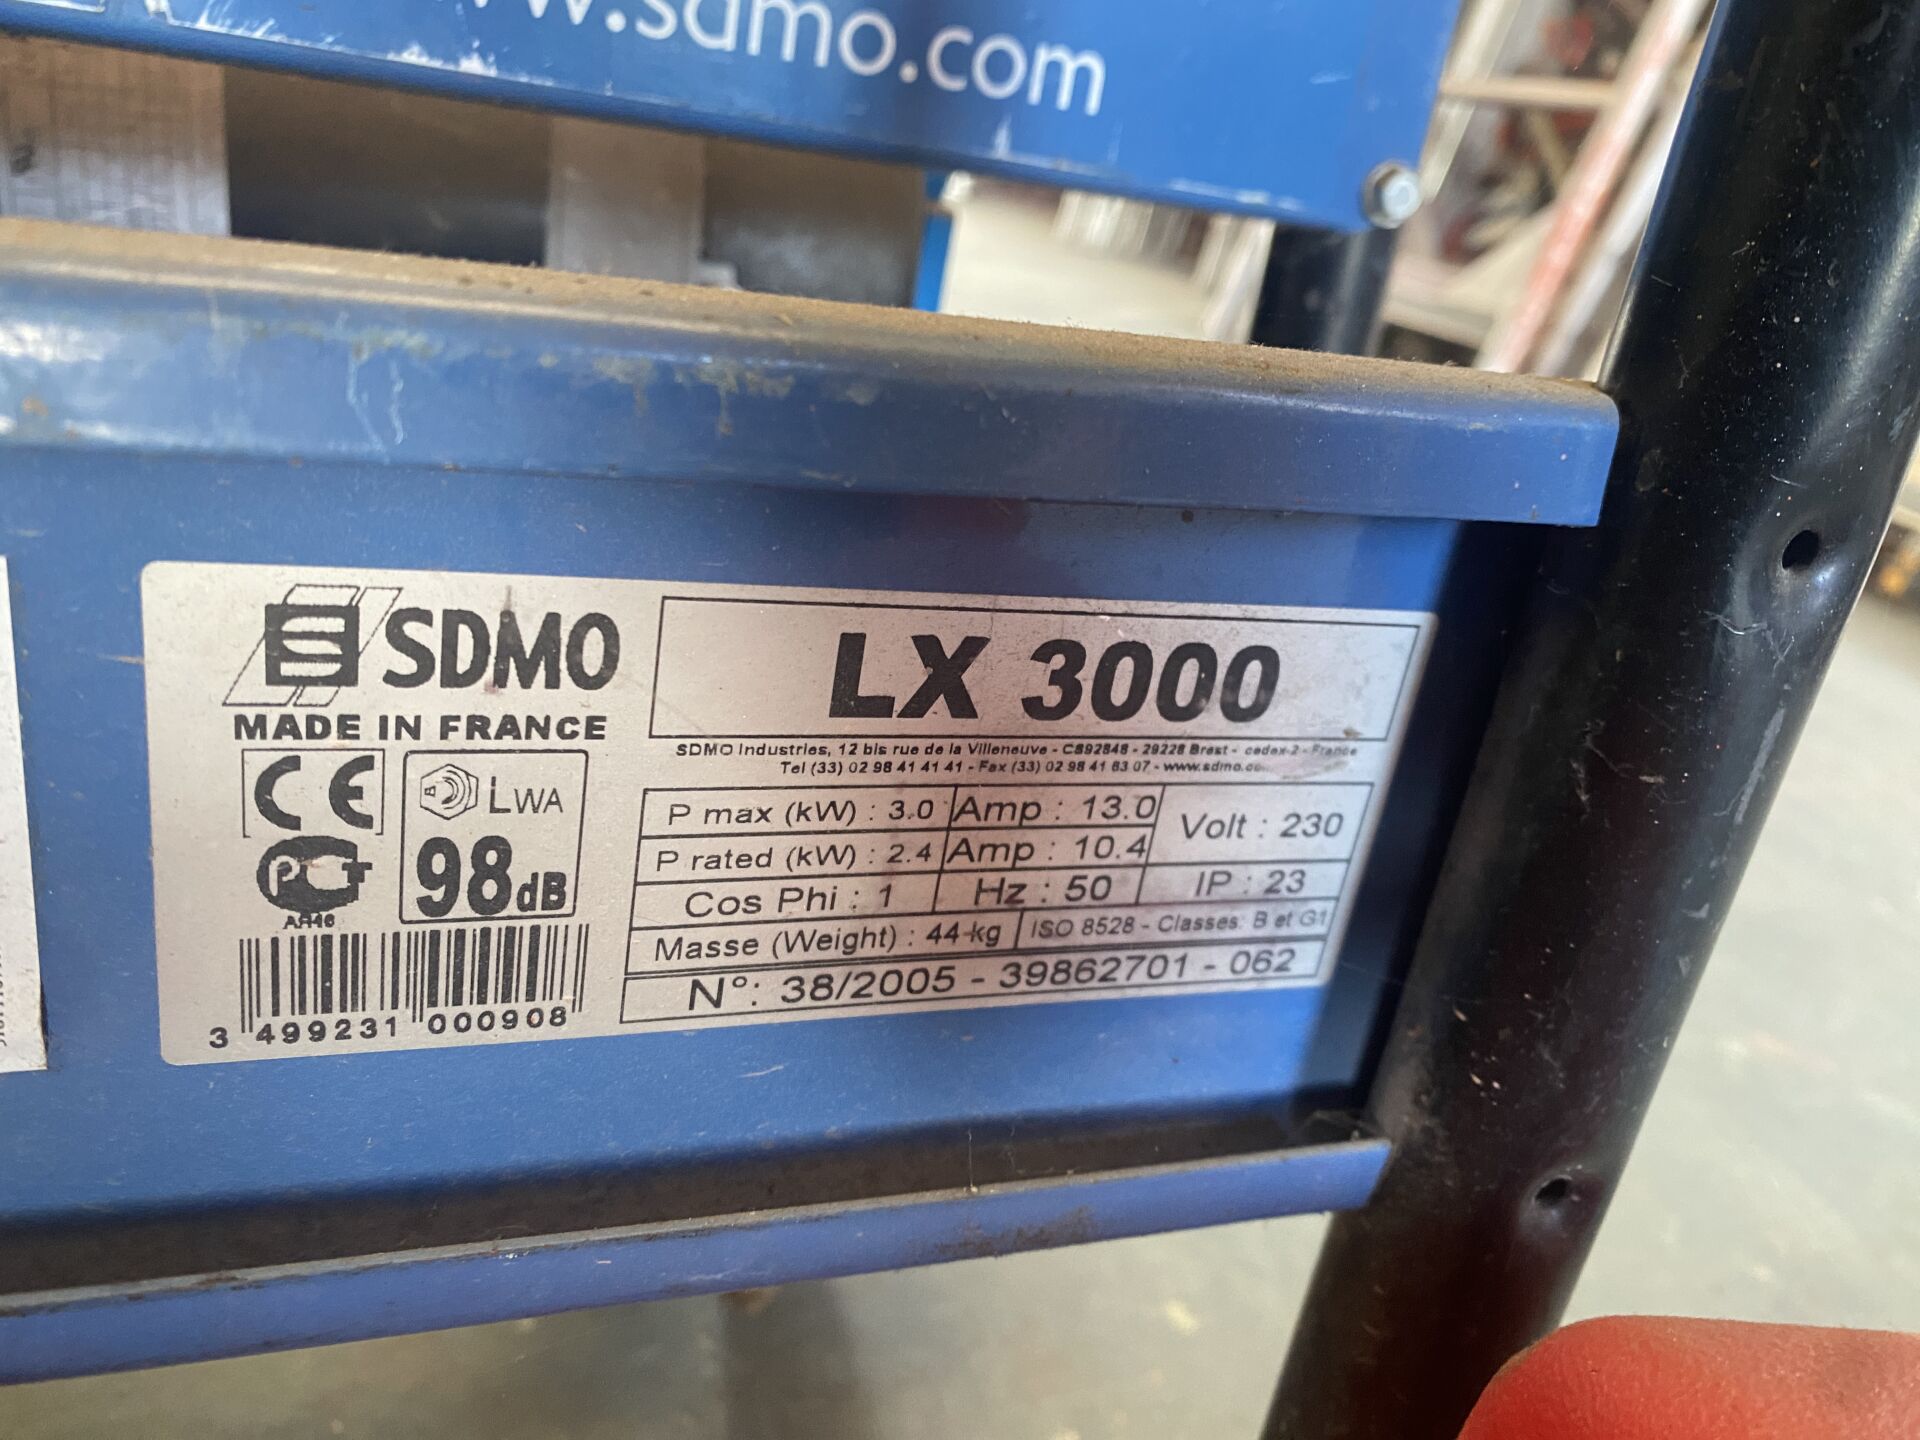 www.sdmo.com
SDMO
MADE IN FRANCE
CE
LWA
98dB
3 499231 000908
LX 3000
SDMO Industries, 12 bis rue de la Villeneuve - CS92848 - 29228 Brest - cedex 2 - France
Tel (33) 02 98 41 41 41 - Fax (33) 02 98 41 63 07 - www.sdmo.co
P max (kW) : 3.0 Amp : 13.0 Volt : 230
P rated (kW) : 2.4 Amp : 10.4
Cos Phi : 1 Hz : 50 IP : 23
Masse (Weight) : 44 kg ISO 8528 - Classes: B et G1
N°: 38/2005 - 39862701 - 062